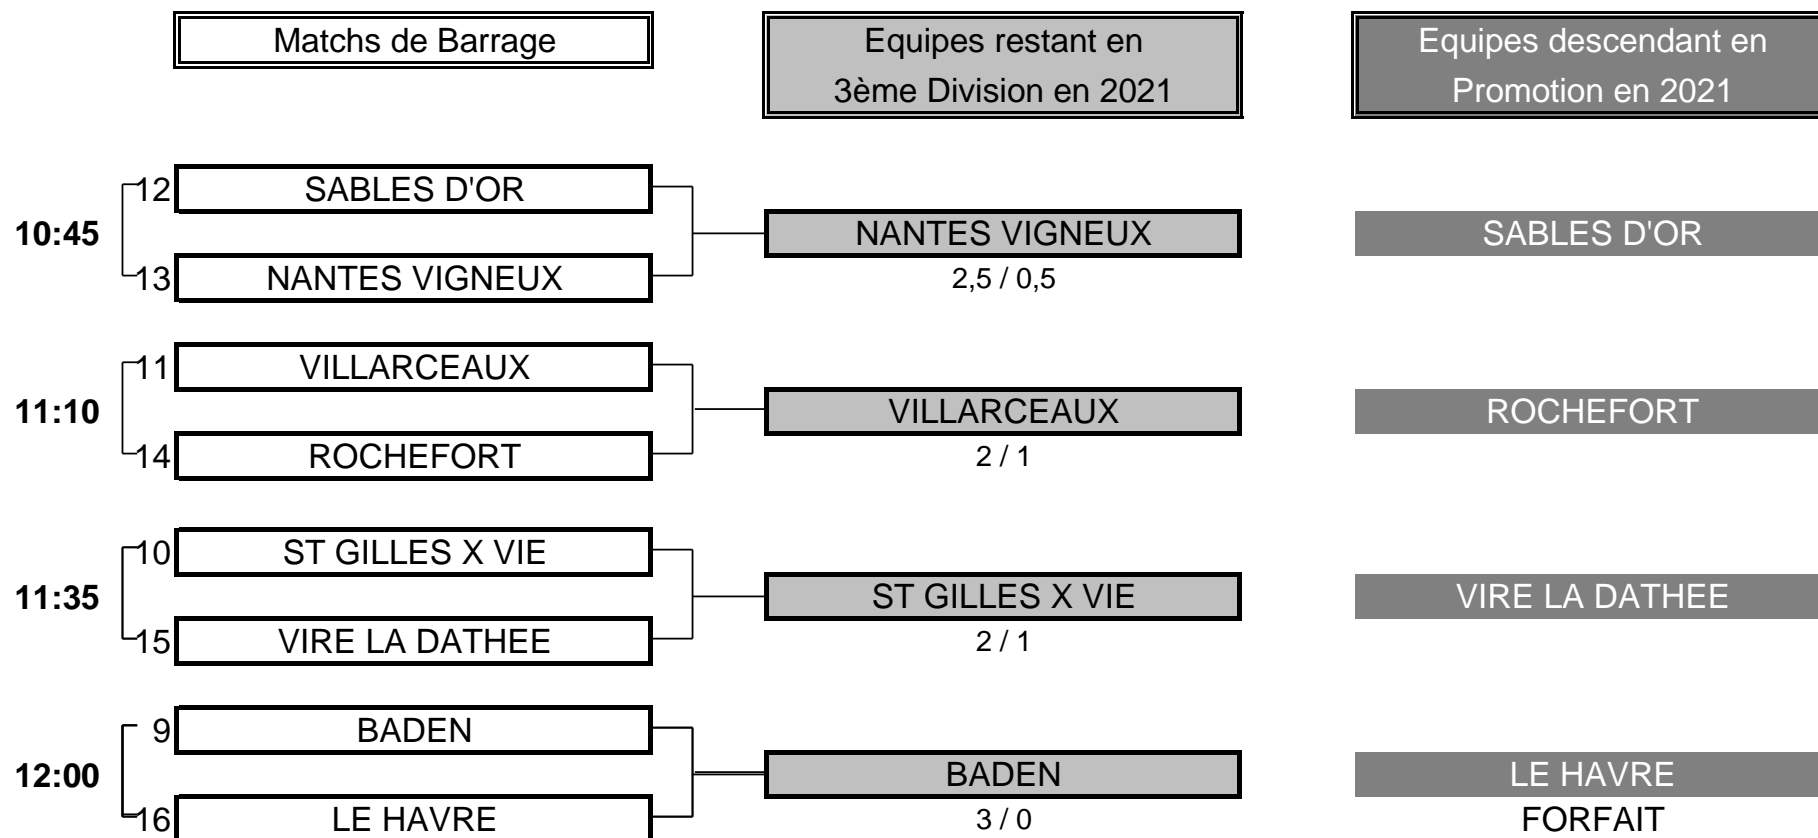 Matchs de Barrage
Equipes restant en
3ème Division en 2021
Equipes descendant en
Promotion en 2021
12 SABLES D'OR
10:45
NANTES VIGNEUX
SABLES D'OR
13 NANTES VIGNEUX
2,5 / 0,5
11 VILLARCEAUX
11:10
VILLARCEAUX
ROCHEFORT
14 ROCHEFORT
2 / 1
10 ST GILLES X VIE
11:35
ST GILLES X VIE
VIRE LA DATHEE
15 VIRE LA DATHEE
2 / 1
9 BADEN
12:00
BADEN
LE HAVRE
16 LE HAVRE
3 / 0
FORFAIT